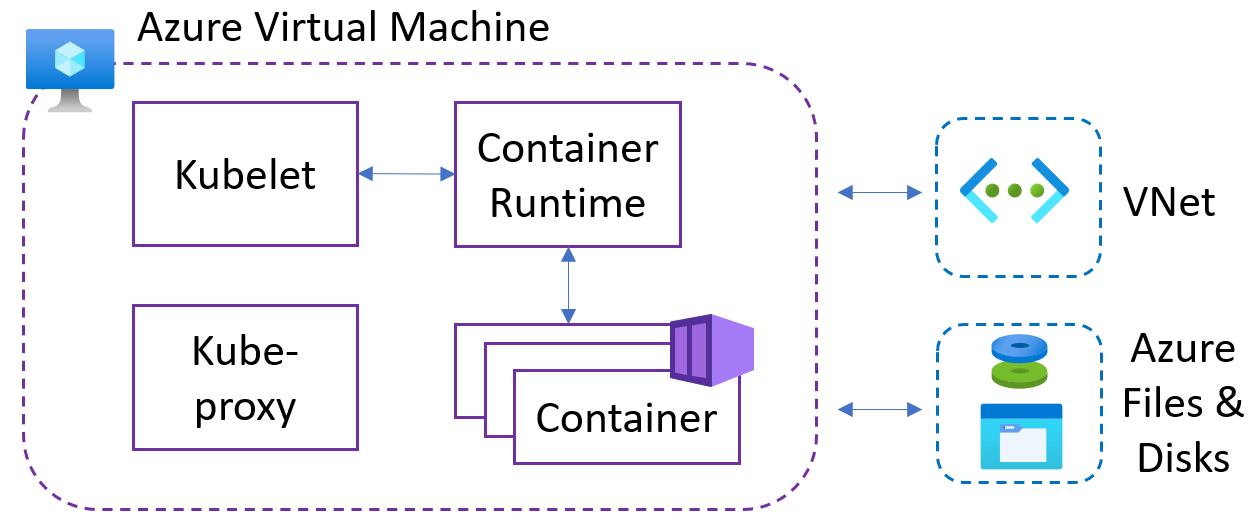 Azure Virtual Machine
Kubelet
Container
Runtime
VNet
Kube-
proxy
Container
Azure
Files &
Disks